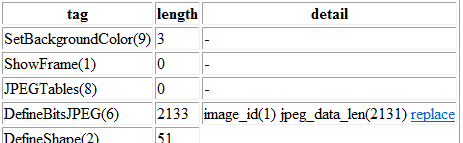 tag length detail
SetBackgroundColor(9) 3 -
ShowFrame(1) 0 -
JPEGTables(8) 0 -
DefineBitsJPEG(6) 2133 image_id(1) jpeg_data_len(2131) replace
DefineShape(2) 51